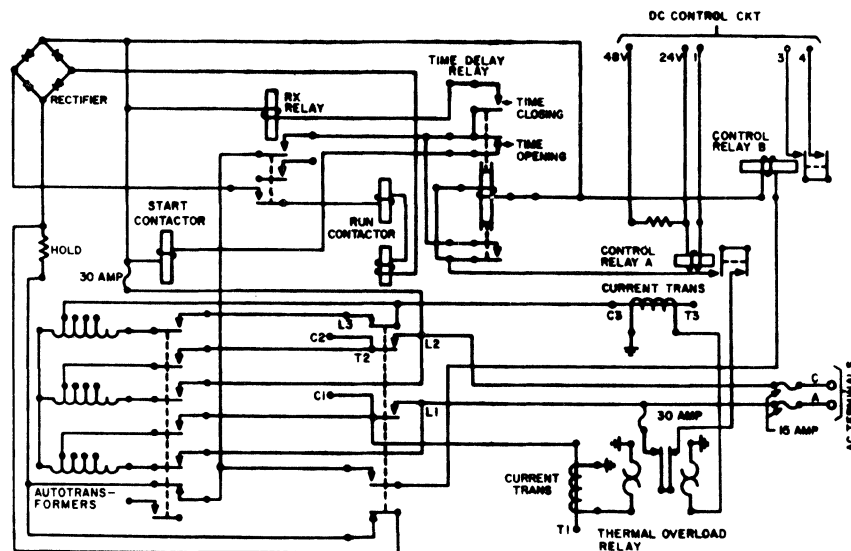 DC CONTROL CKT
48V 24V 1 3 4
RECTIFIER
RX
RELAY
TIME DELAY
RELAY
TIME
CLOSING
TIME
OPENING
CONTROL
RELAY B
START
CONTACTOR
RUN
CONTACTOR
HOLD
30 AMP
CONTROL
RELAY A
CURRENT TRANS
C3 T3
L3
C2
T2
L2
C1
L1
C
A
AC TERMINALS
15 AMP
30 AMP
CURRENT
TRANS
T1
AUTOTRANS-
FORMERS
THERMAL OVERLOAD
RELAY